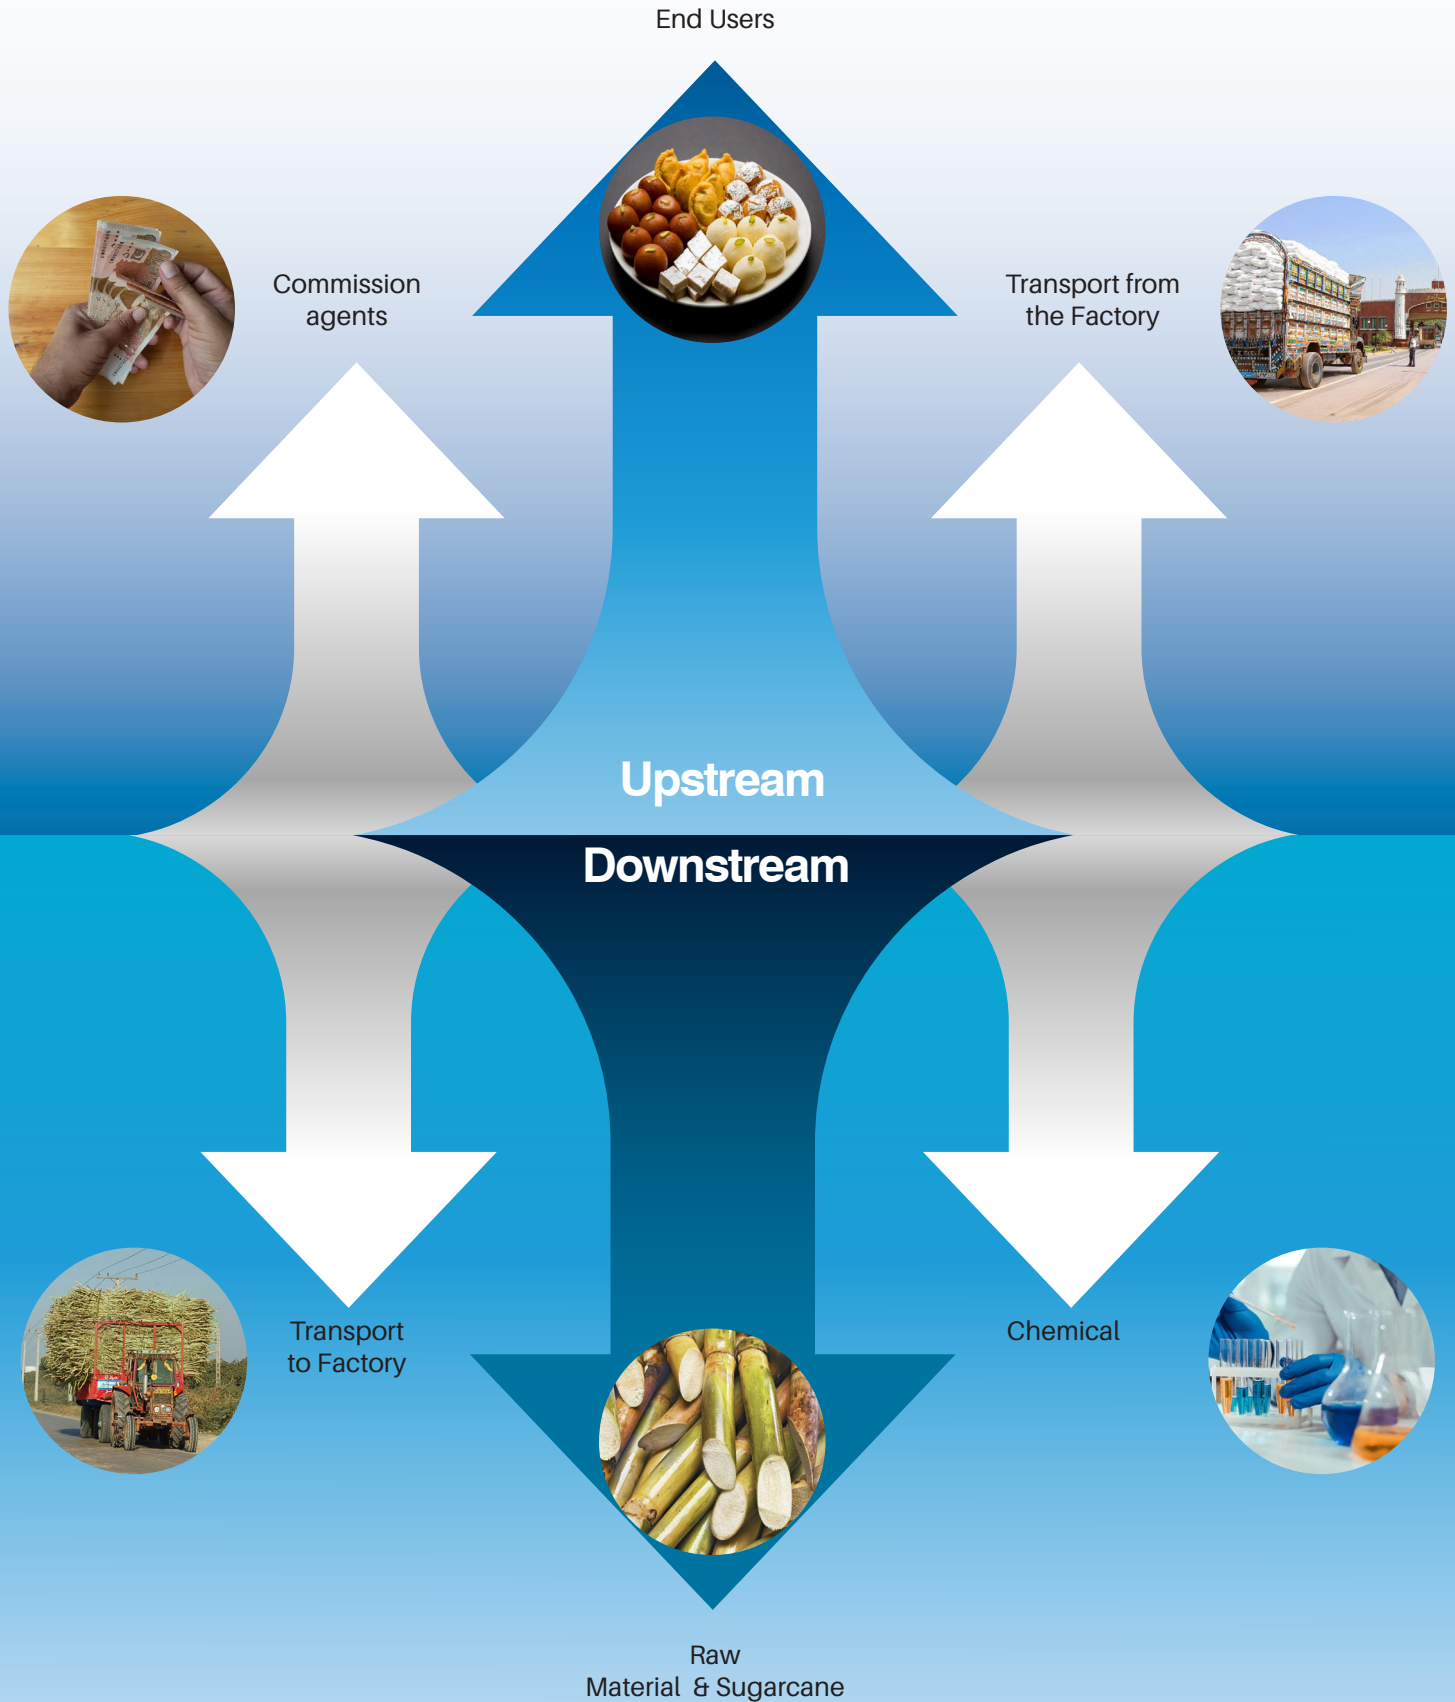 End Users
Commission
agents
Transport from
the Factory
Upstream
Downstream
Transport
to Factory
Chemical
Raw
Material & Sugarcane